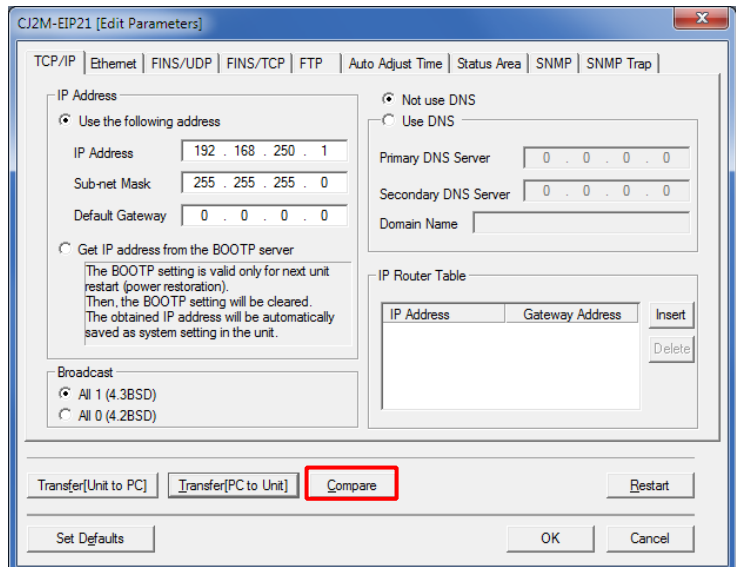 CJ2M-EIP21 [Edit Parameters]
TCP/IP Ethernet FINS/UDP FINS/TCP FTP Auto Adjust Time Status Area SNMP SNMP Trap
IP Address
Use the following address
IP Address 192 . 168 . 250 . 1
Sub-net Mask 255 . 255 . 255 . 0
Default Gateway 0 . 0 . 0 . 0
Get IP address from the BOOTP server
The BOOTP setting is valid only for next unit
restart (power restoration).
Then, the BOOTP setting will be cleared.
The obtained IP address will be automatically
saved as system setting in the unit.
Broadcast
All 1 (4.3BSD)
All 0 (4.2BSD)
Not use DNS
Use DNS
Primary DNS Server 0 . 0 . 0 . 0
Secondary DNS Server 0 . 0 . 0 . 0
Domain Name
IP Router Table
IP Address Gateway Address
Insert
Delete
Transfer[Unit to PC] Transfer[PC to Unit] Compare Restart
Set Defaults OK Cancel